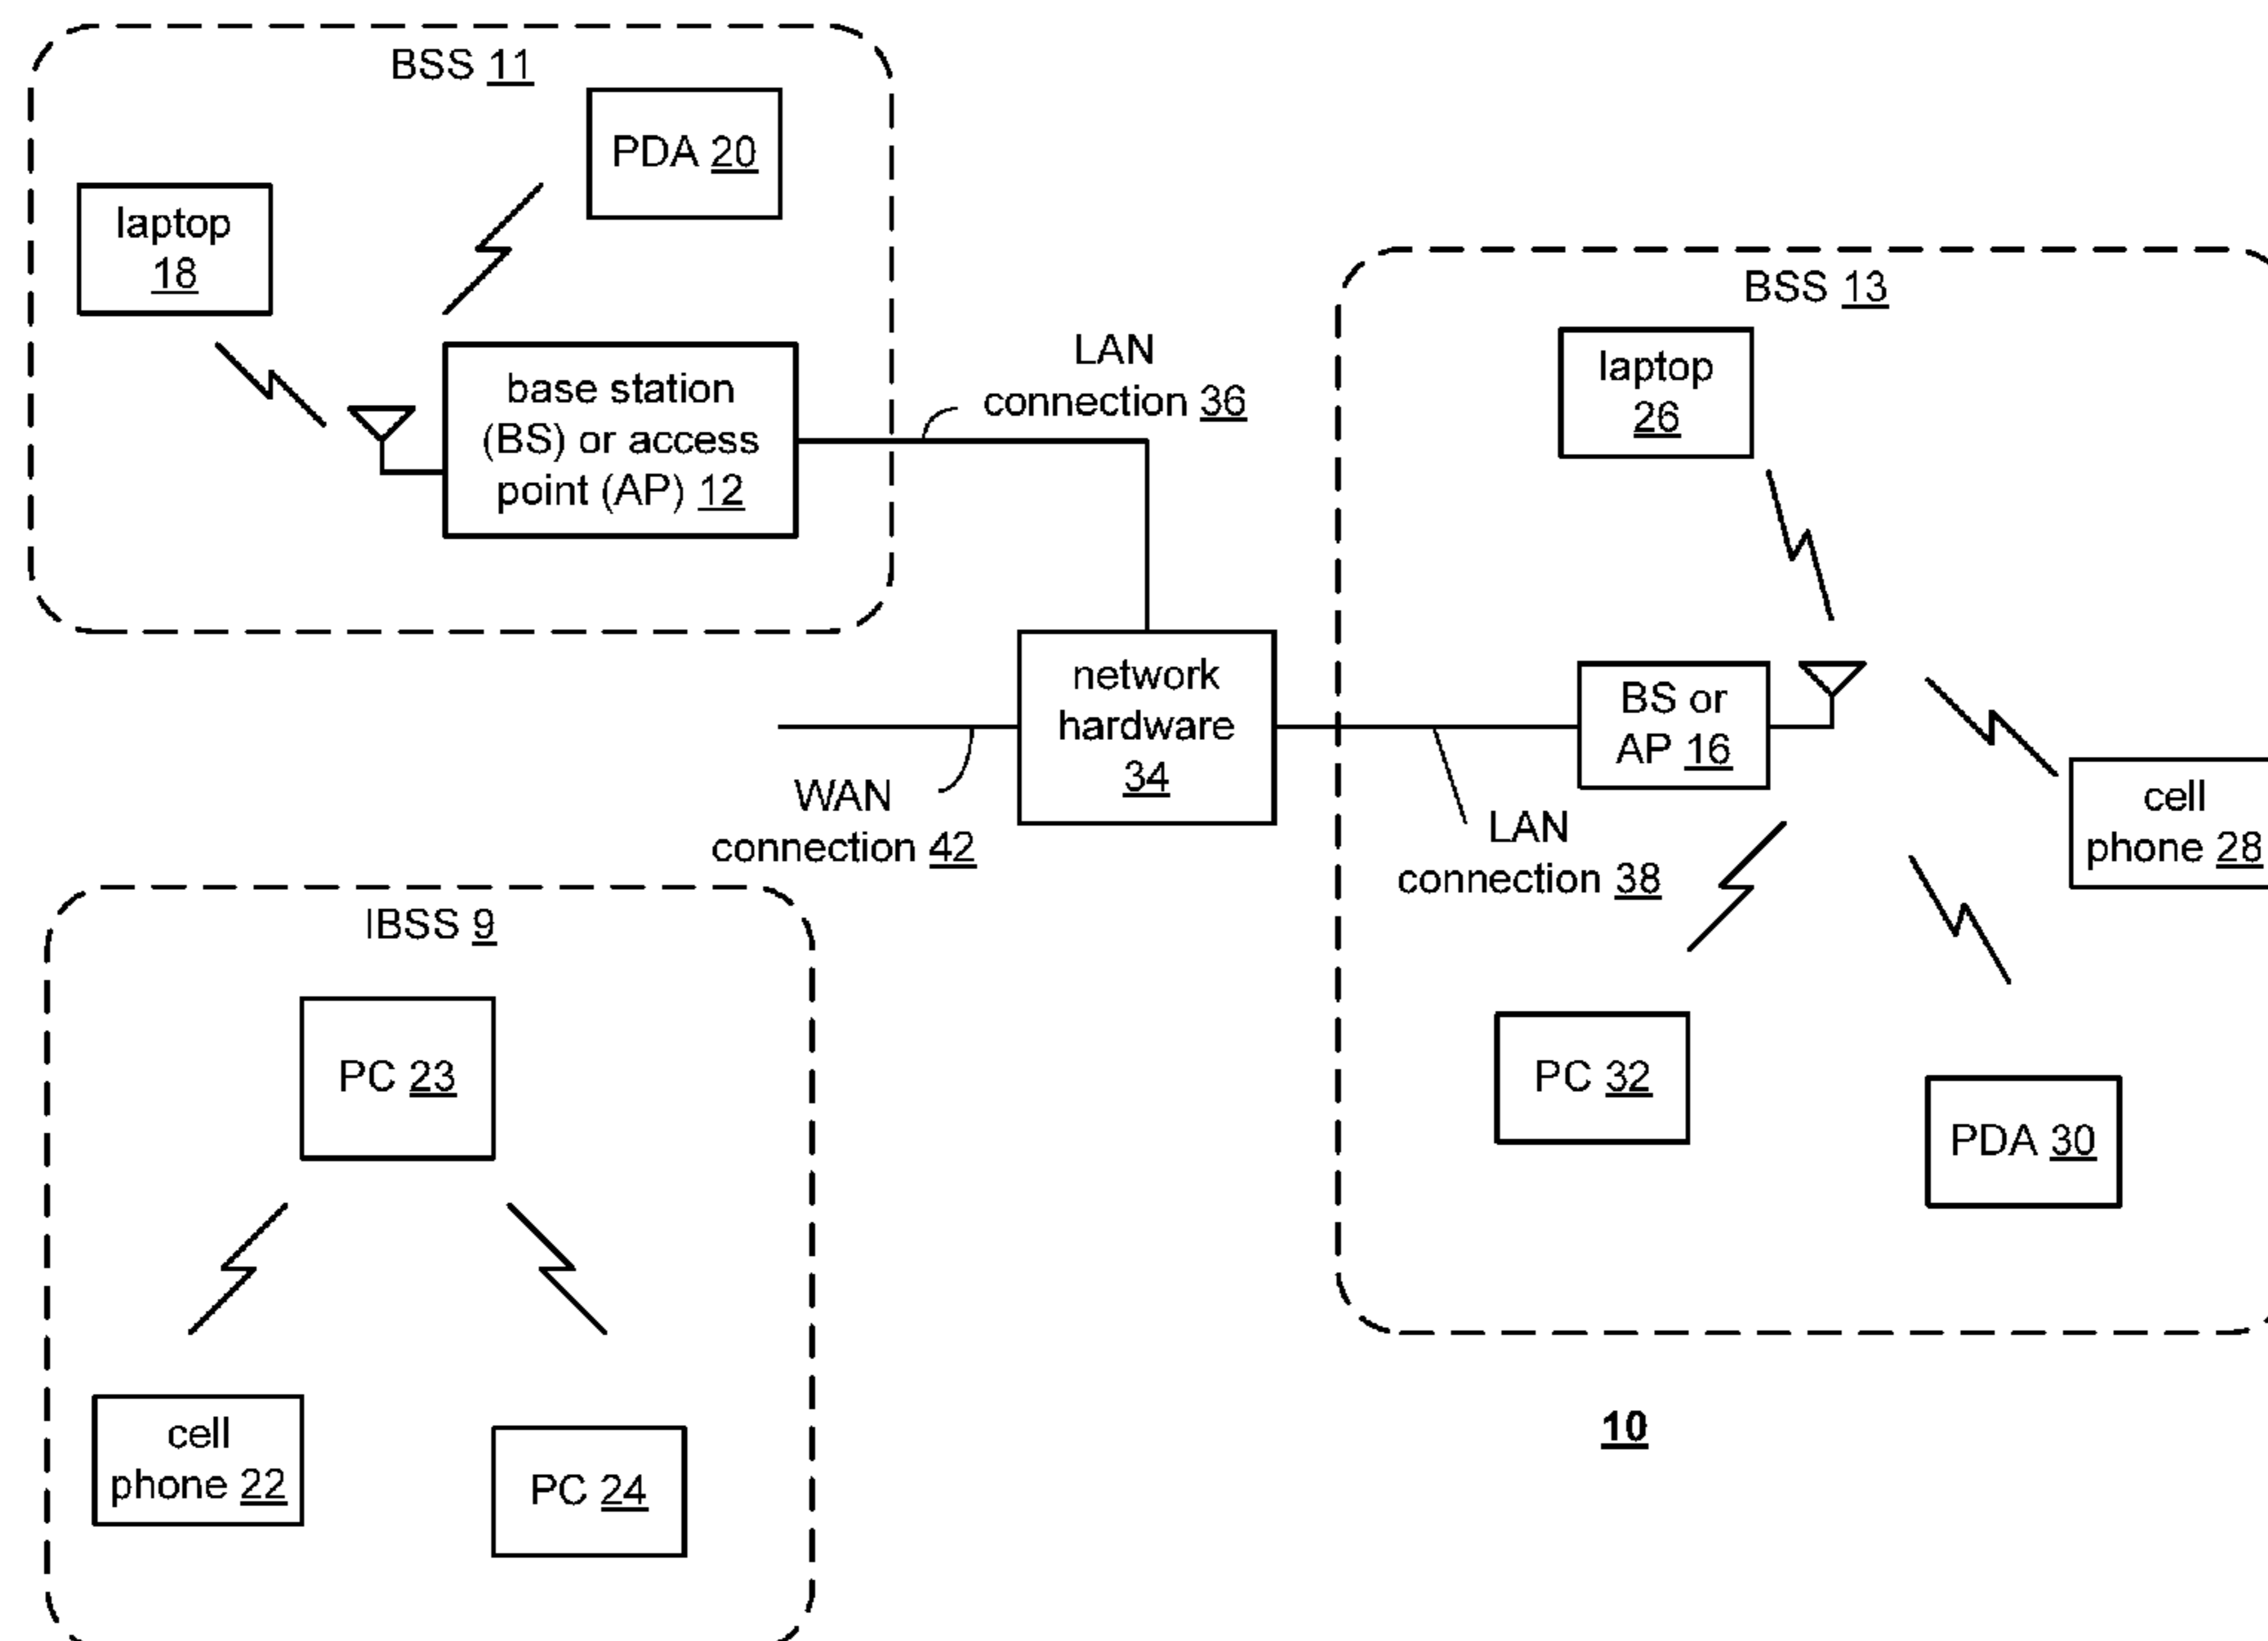 BSS 11
PDA 20
laptop
18
base station
(BS) or access
point (AP) 12
LAN
connection 36
BSS 13
laptop
26
network
hardware
34
BS or
AP 16
WAN
connection 42
LAN
connection 38
cell
phone 28
IBSS 9
PC 23
PC 32
PDA 30
cell
phone 22
PC 24
10